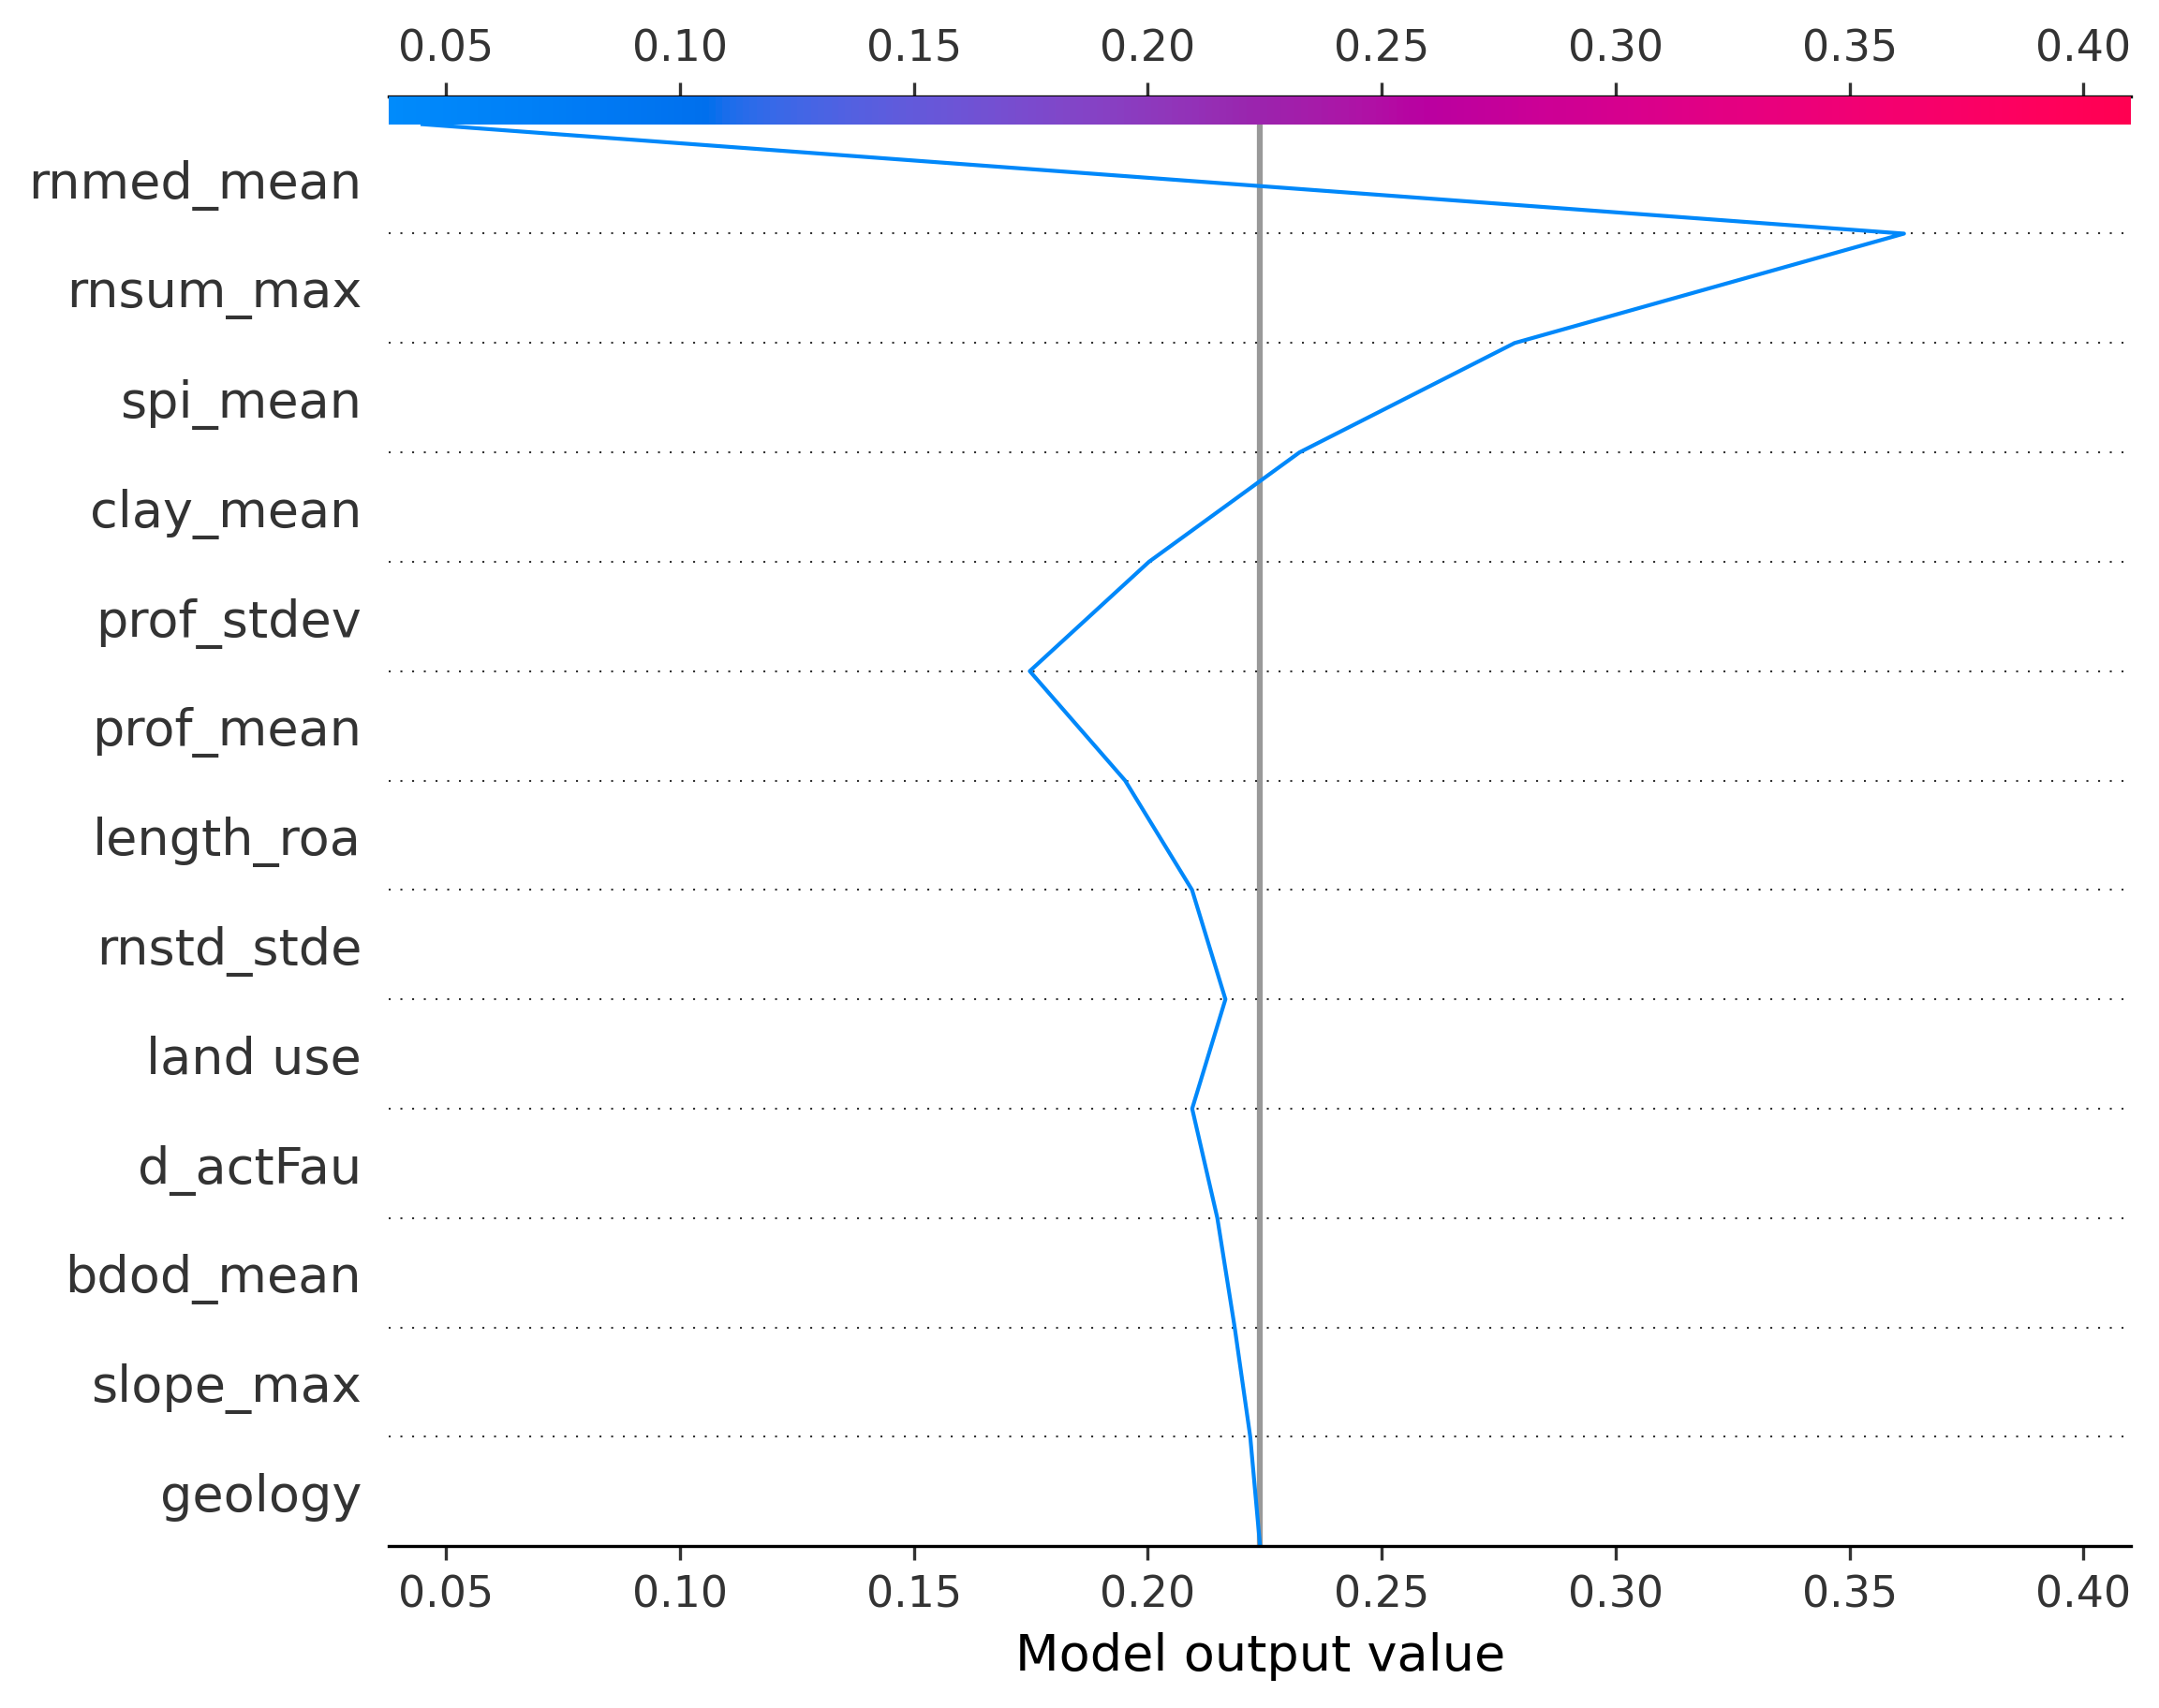 0.05 0.10 0.15 0.20 0.25 0.30 0.35 0.40
rnmed_mean
rnsum_max
spi_mean
clay_mean
prof_stdev
prof_mean
length_roa
rnstd_stde
land use
d_actFau
bdod_mean
slope_max
geology
0.05 0.10 0.15 0.20 0.25 0.30 0.35 0.40
Model output value